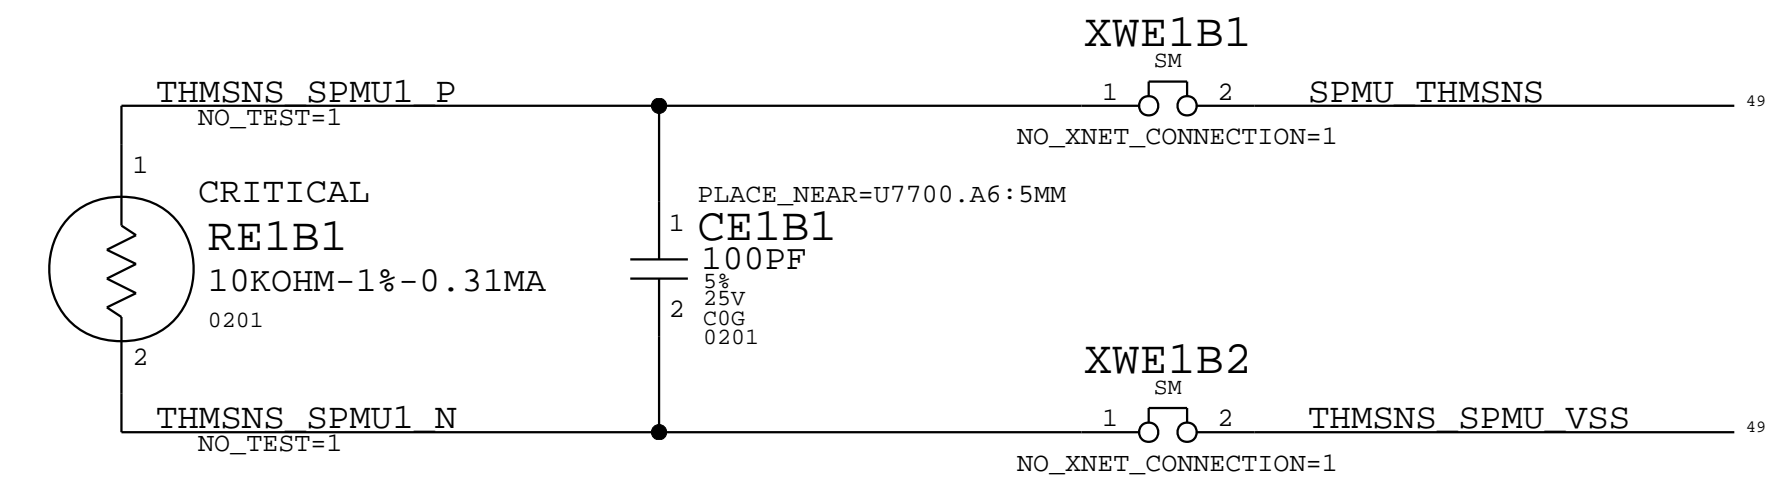 XWE1B1
SM
THMSNS_SPMU1_P
1
2
SPMU_THMSNS
49
NO_TEST=1
NO_XNET_CONNECTION=1
1
CRITICAL
RE1B1
10KOHM-1%-0.31MA
0201
2
PLACE_NEAR=U7700.A6:5MM
1
CE1B1
100PF
5%
25V
C0G
0201
2
XWE1B2
SM
THMSNS_SPMU1_N
1
2
THMSNS_SPMU_VSS
49
NO_TEST=1
NO_XNET_CONNECTION=1